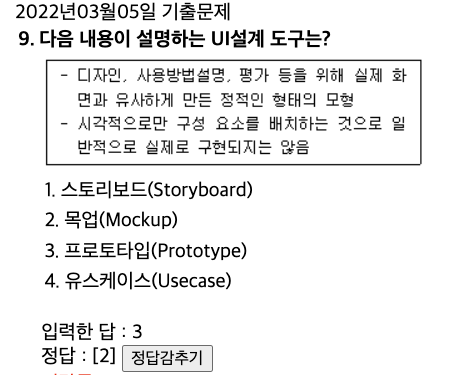 2022년03월05일 기출문제
9. 다음 내용이 설명하는 UI설계 도구는?
- 디자인, 사용방법설명, 평가 등을 위해 실제 화
면과 유사하게 만든 정적인 형태의 모형
- 시각적으로만 구성 요소를 배치하는 것으로 일
반적으로 실제로 구현되지는 않음
1. 스토리보드(Storyboard)
2. 목업(Mockup)
3. 프로토타입(Prototype)
4. 유스케이스(Usecase)
입력한 답 : 3
정답 : [2] 정답감추기